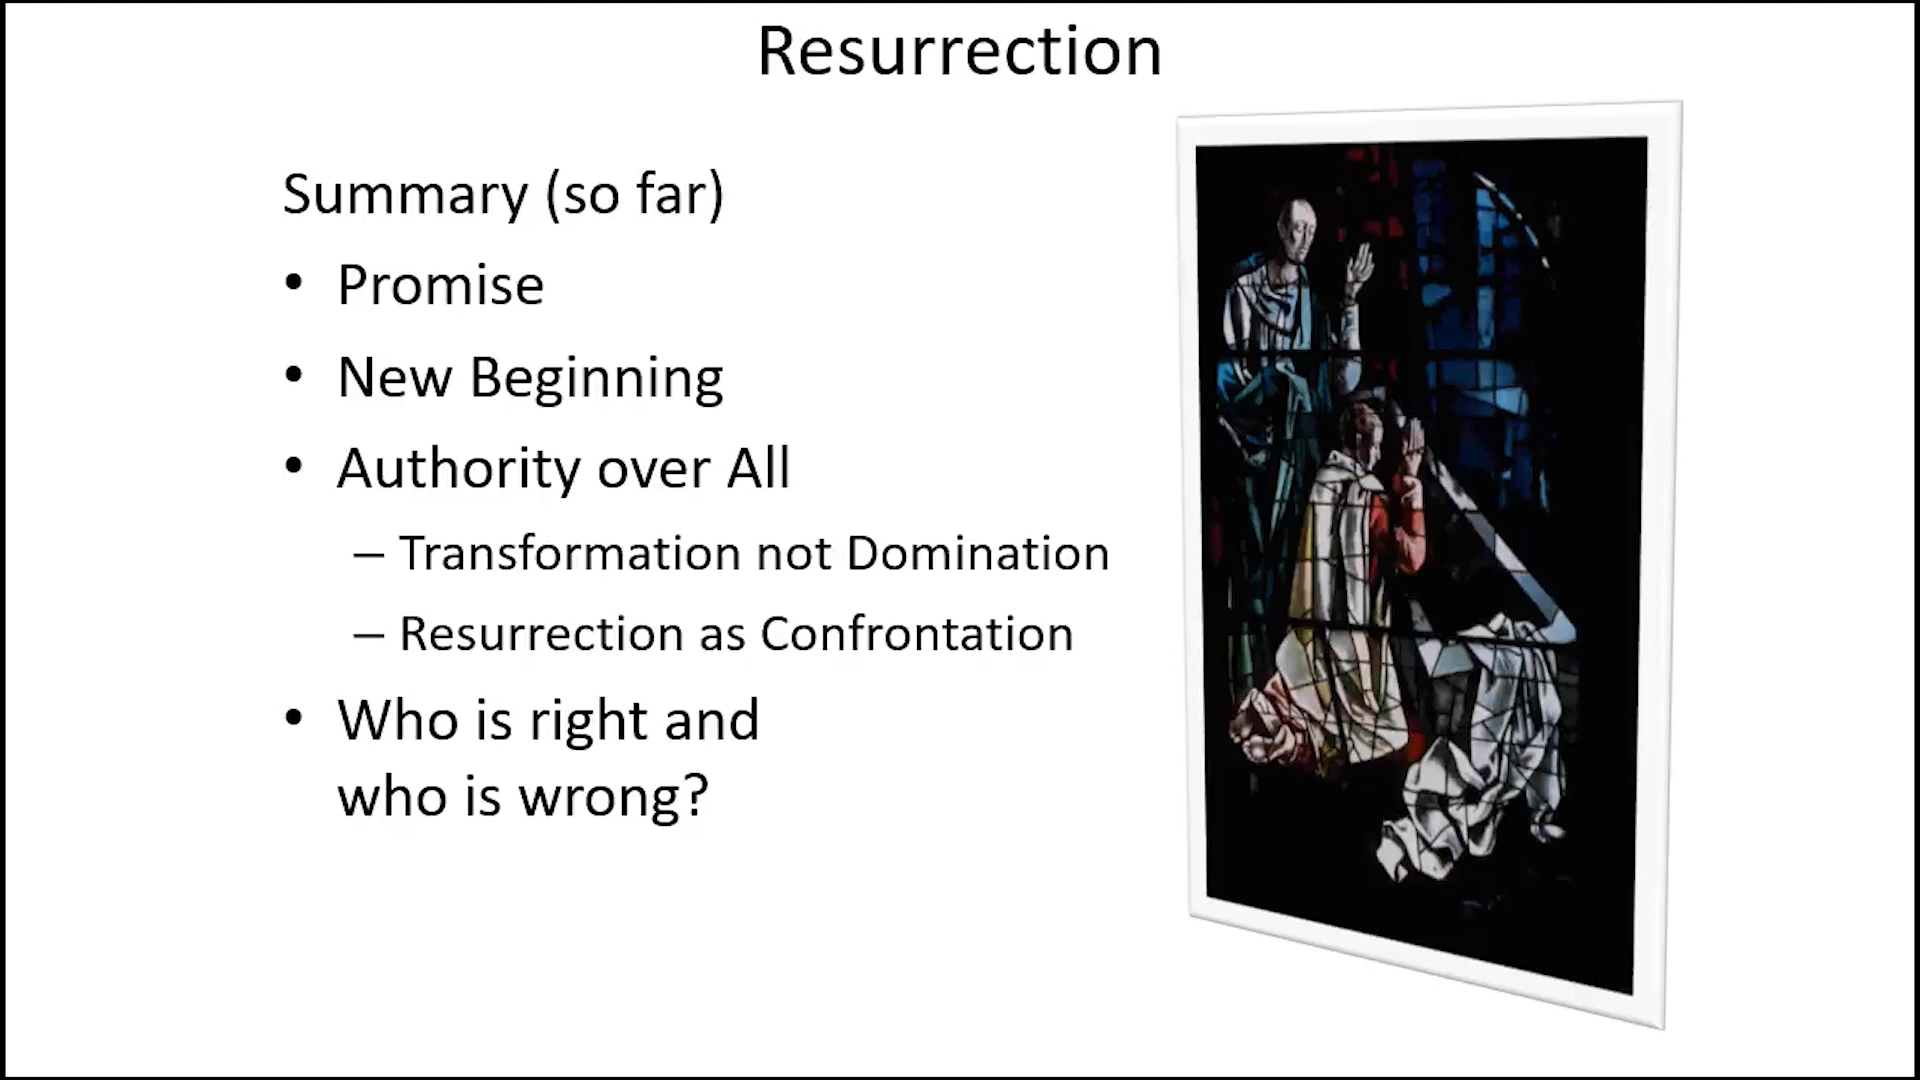 Resurrection
Summary (so far)
• Promise
• New Beginning
• Authority over All
– Transformation not Domination
– Resurrection as Confrontation
• Who is right and
who is wrong?